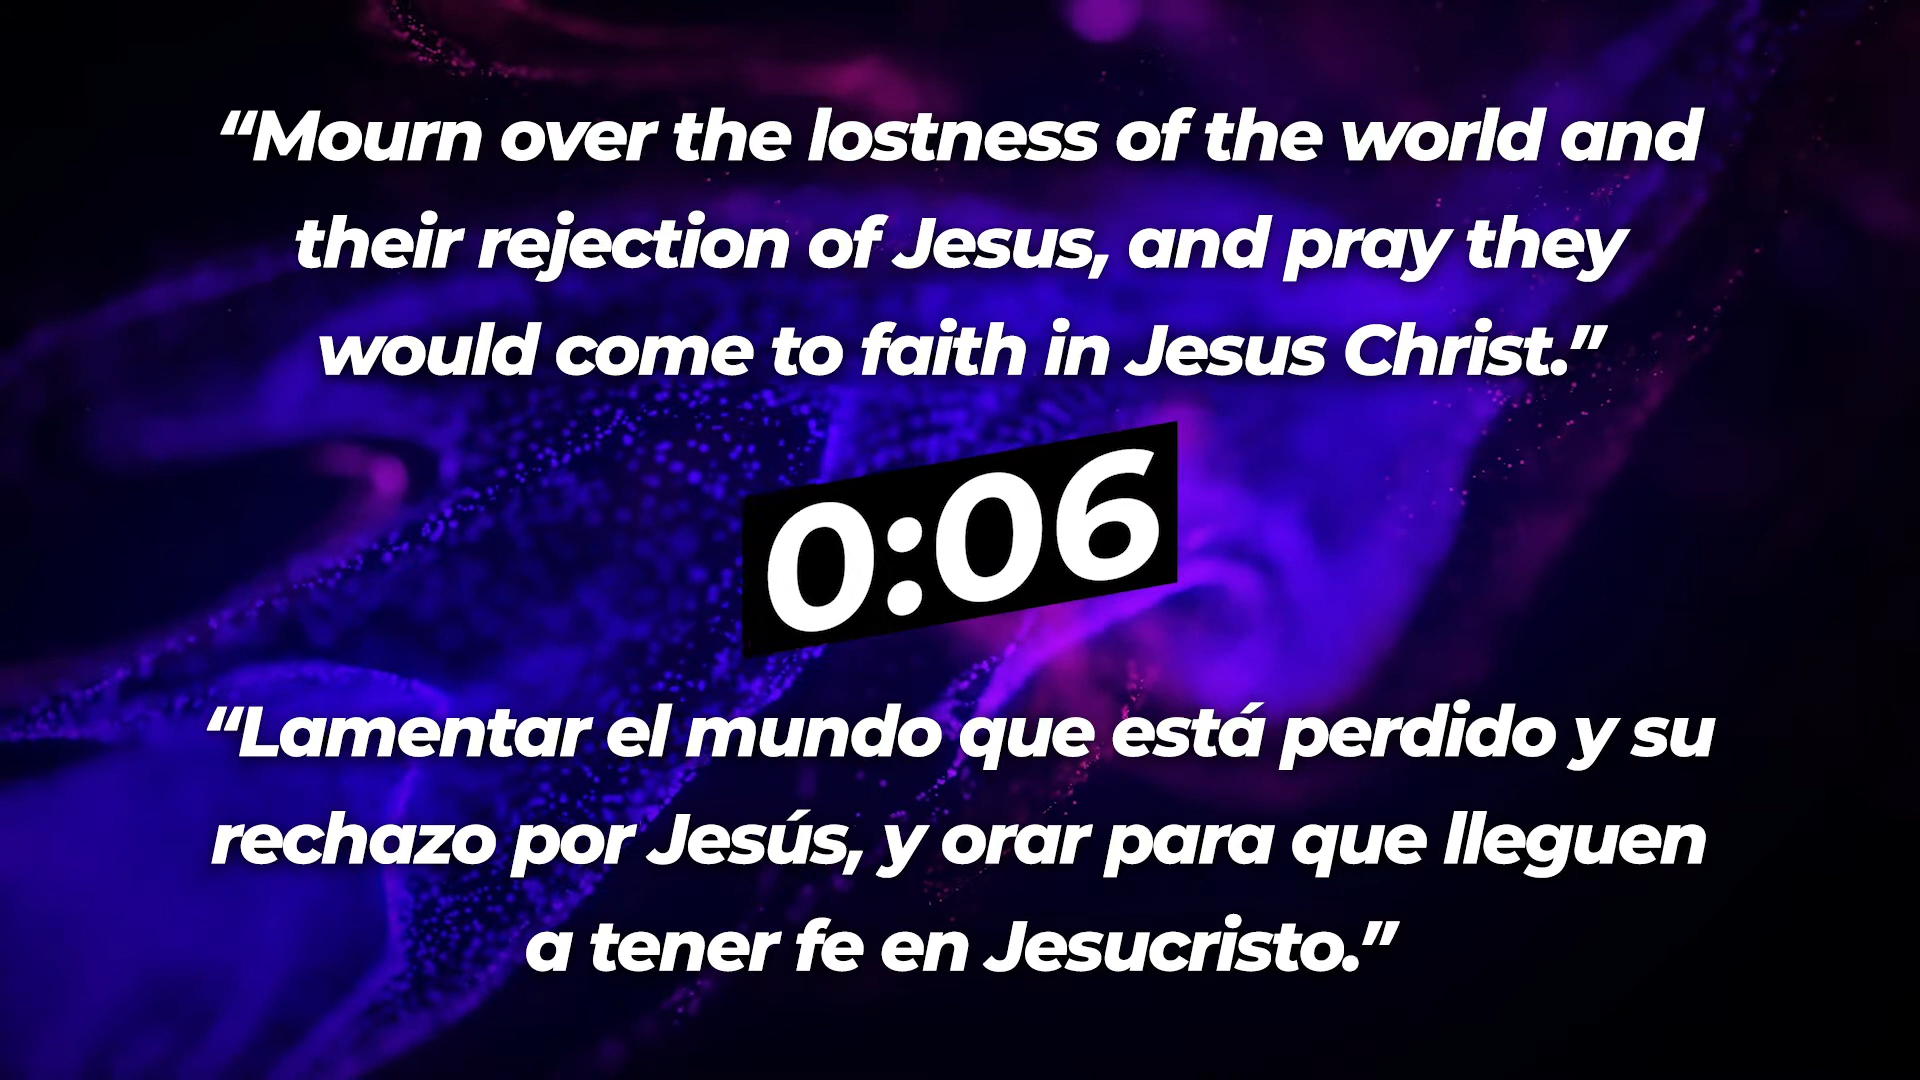 “Mourn over the lostness of the world and
their rejection of Jesus, and pray they
would come to faith in Jesus Christ.”
0:06
“Lamentar el mundo que está perdido y su
rechazo por Jesús, y orar para que lleguen
a tener fe en Jesucristo.”